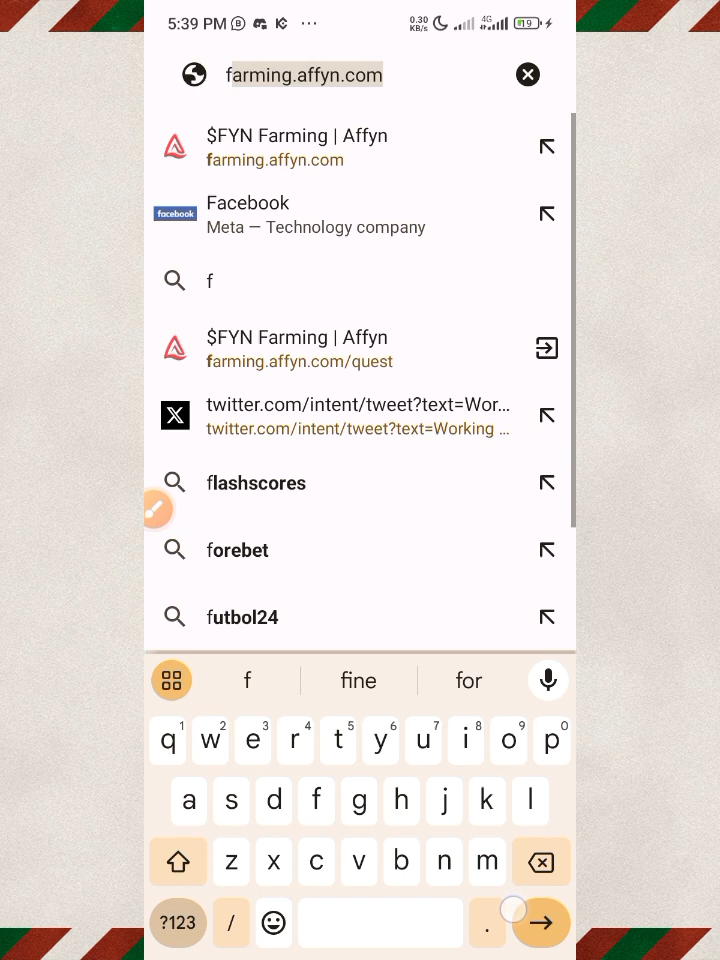 5:39 PM
0.30 KB/s
4G
19
farming.affyn.com
$FYN Farming | Affyn
farming.affyn.com
facebook
Facebook
Meta — Technology company
f
$FYN Farming | Affyn
farming.affyn.com/quest
twitter.com/intent/tweet?text=Wor...
twitter.com/intent/tweet?text=Working ...
flashscores
forebet
futbol24
f fine for
q1 w2 e3 r4 t5 y6 u7 i8 o9 p0
a s d f g h j k l
z x c v b n m
?123 / .